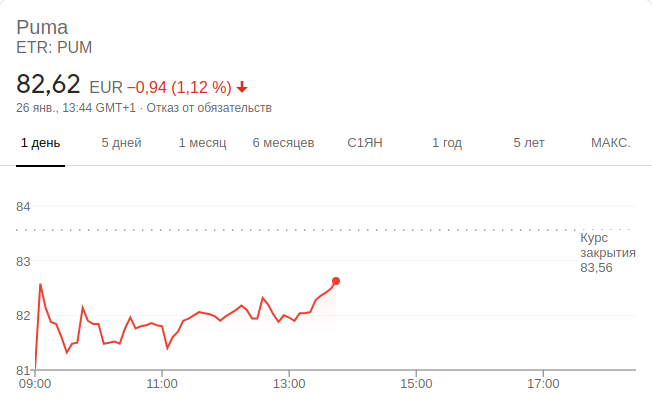 Puma
ETR: PUM
82,62 EUR −0,94 (1,12 %)
26 янв., 13:44 GMT+1 · Отказ от обязательств
1 день 5 дней 1 месяц 6 месяцев С1ЯН 1 год 5 лет МАКС.
84
Курс
закрытия
83,56
83
82
81
09:00 11:00 13:00 15:00 17:00